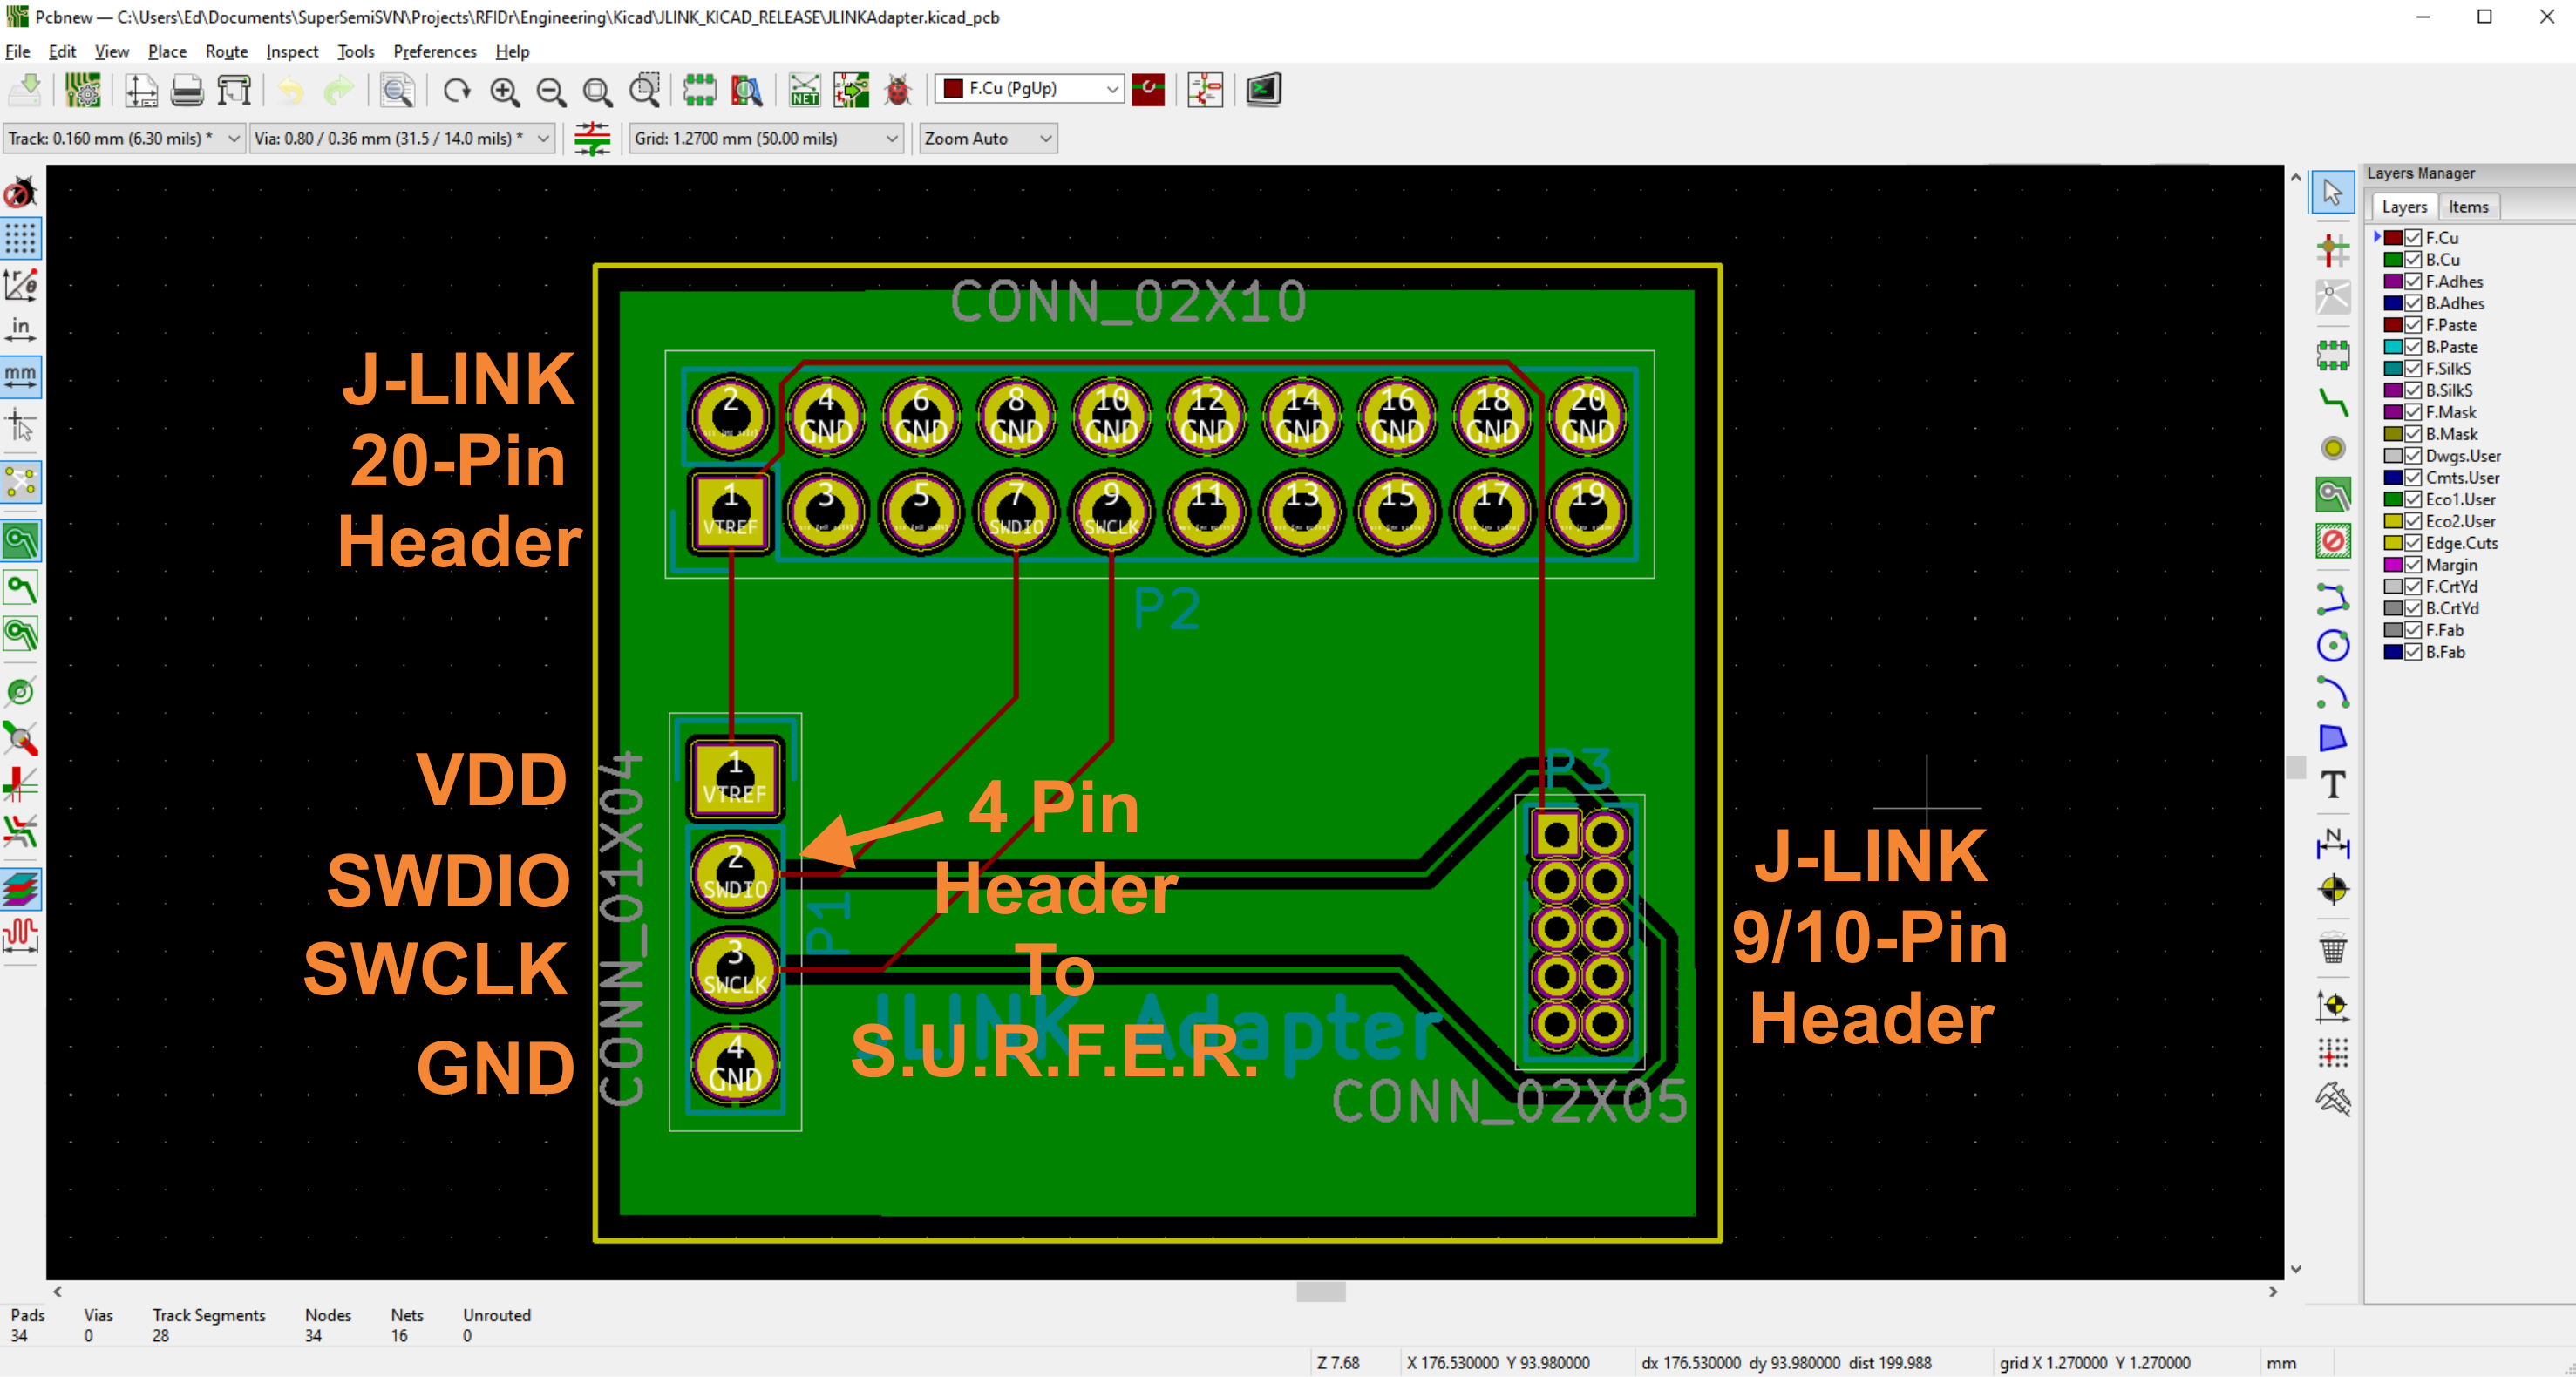 Pcbnew — C:\Users\Ed\Documents\SuperSemiSVN\Projects\RFIDr\Engineering\Kicad\JLINK_KICAD_RELEASE\JLINKAdapter.kicad_pcb
File Edit View Place Route Inspect Tools Preferences Help
NET
F.Cu (PgUp)
Track: 0.160 mm (6.30 mils) *
Via: 0.80 / 0.36 mm (31.5 / 14.0 mils) *
Grid: 1.2700 mm (50.00 mils)
Zoom Auto
in
mm
Layers Manager
Layers Items
F.Cu
B.Cu
F.Adhes
B.Adhes
F.Paste
B.Paste
F.SilkS
B.SilkS
F.Mask
B.Mask
Dwgs.User
Cmts.User
Eco1.User
Eco2.User
Edge.Cuts
Margin
F.CrtYd
B.CrtYd
F.Fab
B.Fab
CONN_02X10
J-LINK
20-Pin
Header
2 4 6 8 10 12 14 16 18 20
GND GND GND GND GND GND GND GND GND
1 3 5 7 9 11 13 15 17 19
VTREF SWDIO SWCLK
P2
VDD
SWDIO
SWCLK
GND
CONN_01X04
1
VTREF
2
SWDIO
3
SWCLK
4
GND
P1
4 Pin
Header
To
S.U.R.F.E.R.
JLINK Adapter
P3
CONN_02X05
J-LINK
9/10-Pin
Header
Pads Vias Track Segments Nodes Nets Unrouted
34 0 28 34 16 0
Z 7.68 X 176.530000 Y 93.980000 dx 176.530000 dy 93.980000 dist 199.988 grid X 1.270000 Y 1.270000 mm